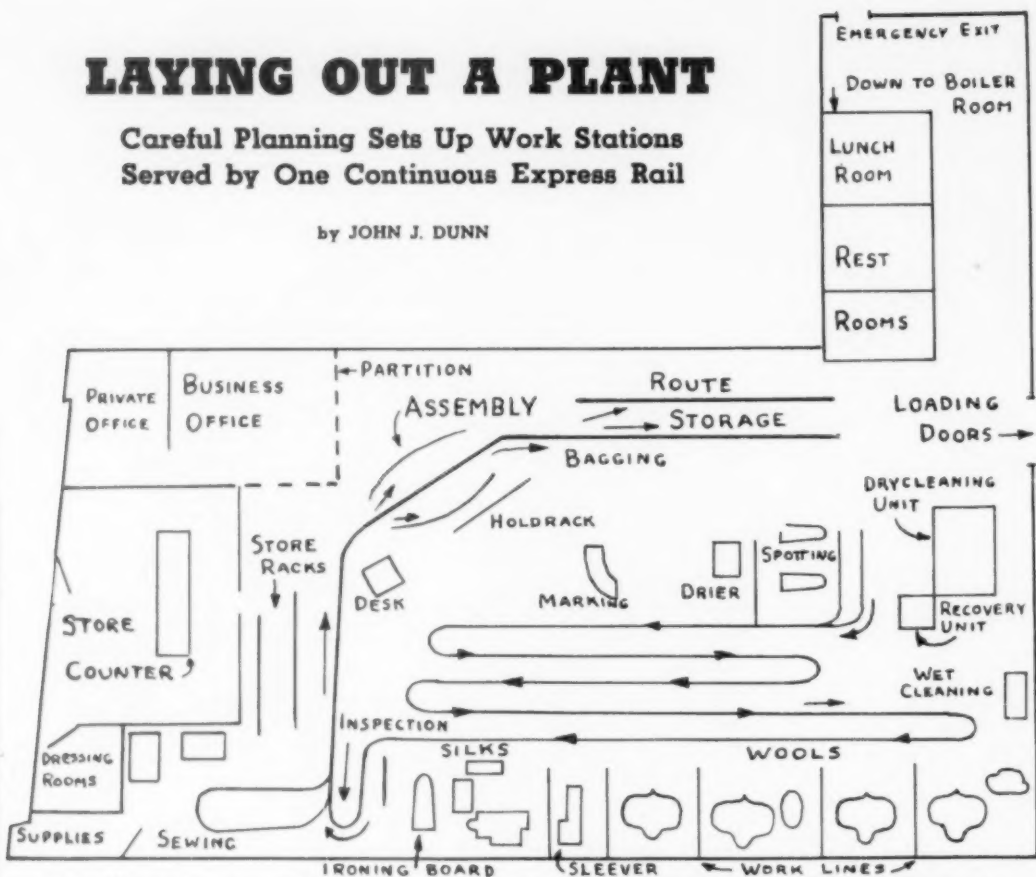 LAYING OUT A PLANT
Careful Planning Sets Up Work Stations
Served by One Continuous Express Rail
by JOHN J. DUNN
EMERGENCY EXIT
DOWN TO BOILER
ROOM
LUNCH
ROOM
REST
ROOMS
PRIVATE
OFFICE
BUSINESS
OFFICE
PARTITION
ASSEMBLY
ROUTE
STORAGE
BAGGING
LOADING
DOORS
HOLDRACK
DRYCLEANING
UNIT
STORE
RACKS
DESK
MARKING
DRIER
SPOTTING
RECOVERY
UNIT
STORE
COUNTER
WET
CLEANING
INSPECTION
SILKS
WOOLS
DRESSING
ROOMS
SUPPLIES
SEWING
IRONING BOARD
SLEEVER
WORK LINES